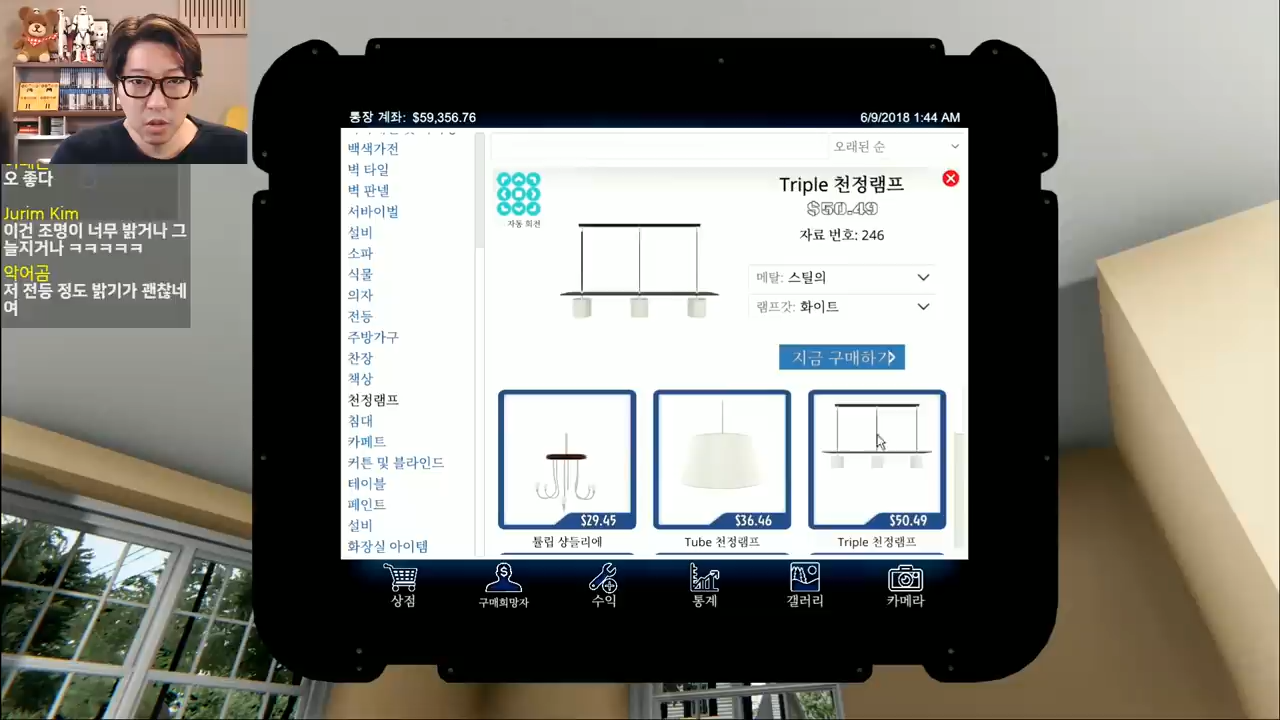 통장 계좌: $59,356.76
6/9/2018 1:44 AM
백색가전
벽 타일
벽 판넬
서바이벌
설비
소파
식물
의자
전등
주방가구
찬장
책상
천정램프
침대
카페트
커튼 및 블라인드
테이블
페인트
설비
화장실 아이템
오래된 순
자동 회전
Triple 천정램프
$50.49
자료 번호: 246
메탈: 스틸의
램프갓: 화이트
지금 구매하기
$29.45
$36.46
$50.49
튤립 샹들리에
Tube 천정램프
Triple 천정램프
상점
구매희망자
수익
통계
갤러리
카메라
오 좋다
Jurim Kim
이건 조명이 너무 밝거나 그
늘지거나 ㅋㅋㅋㅋㅋ
악어곰
저 전등 정도 밝기가 괜찮네
여